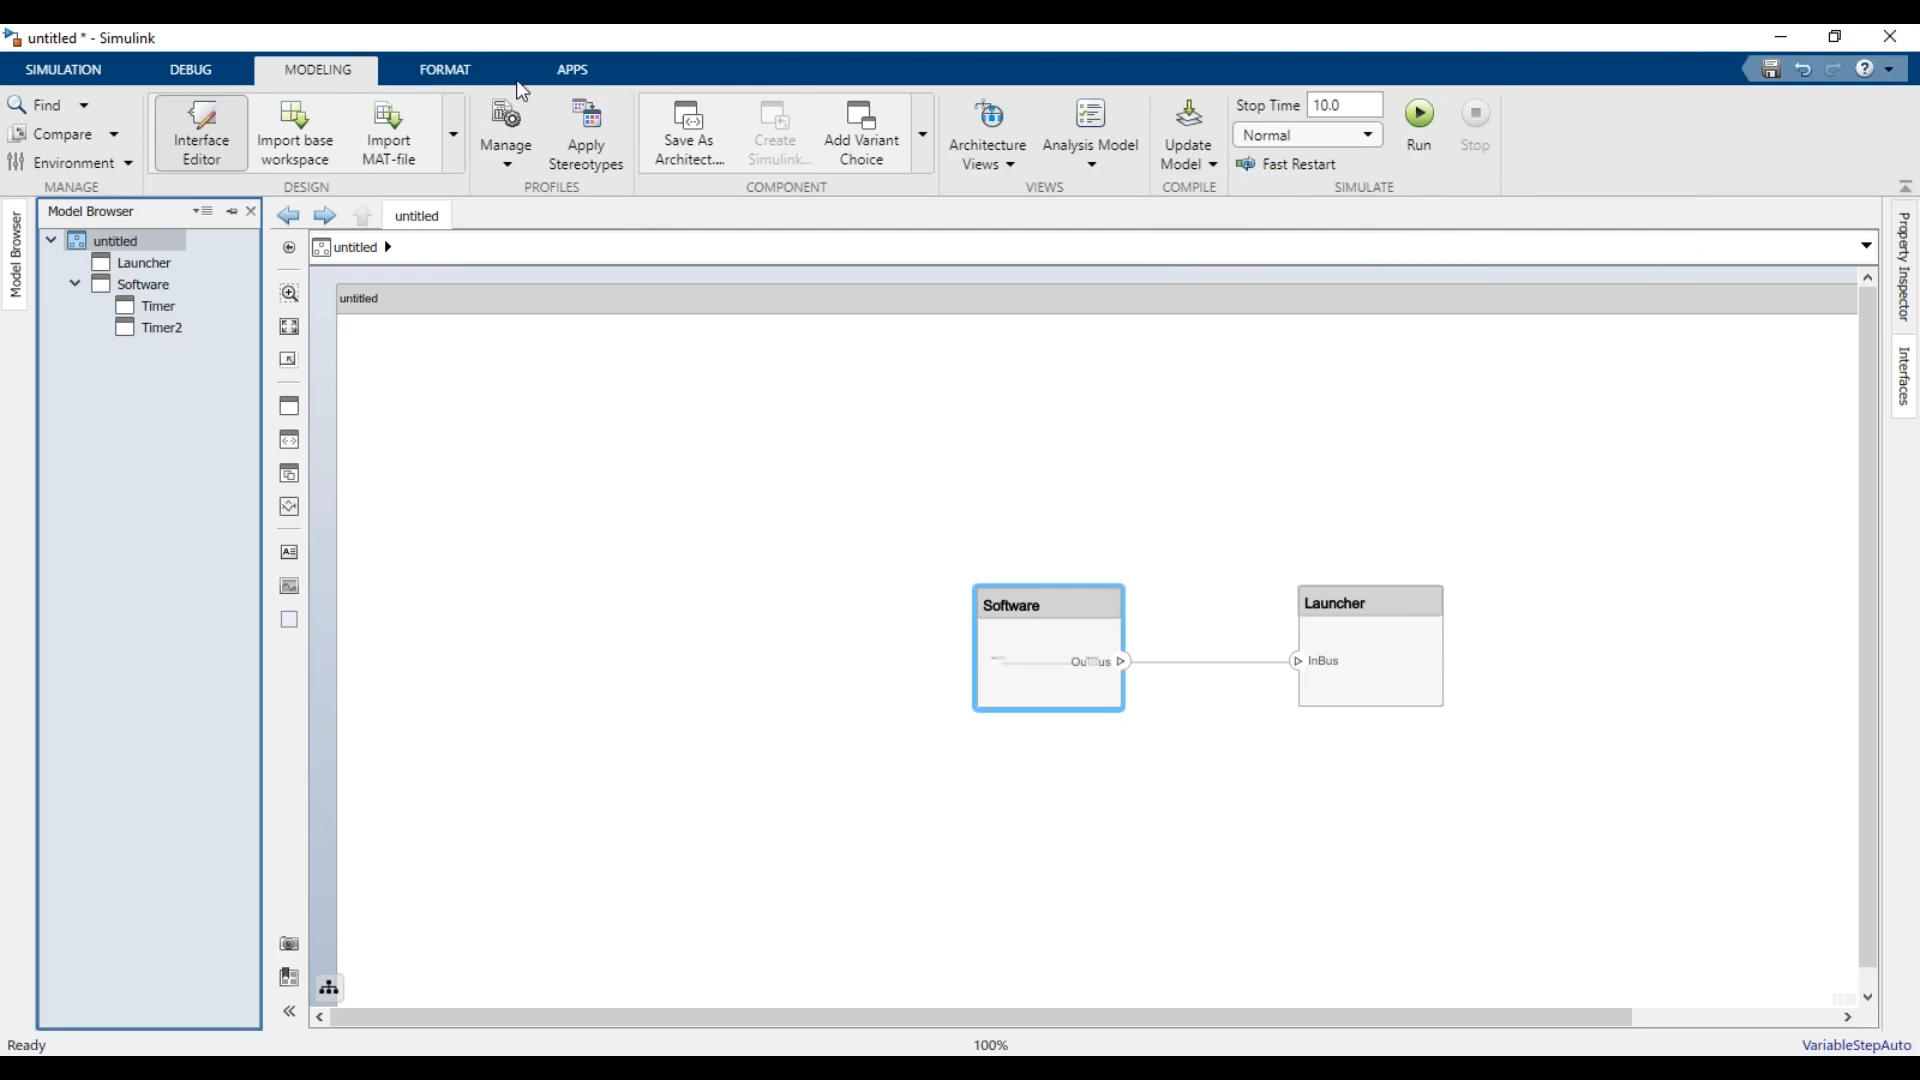 untitled * - Simulink
SIMULATION
DEBUG
MODELING
FORMAT
APPS
Find
Compare
Environment
MANAGE
Interface
Editor
Import base
workspace
Import
MAT-file
DESIGN
Manage
Apply
Stereotypes
PROFILES
Save As
Architect....
Create
Simulink...
Add Variant
Choice
COMPONENT
Architecture
Views
Analysis Model
VIEWS
Update
Model
COMPILE
Stop Time 10.0
Normal
Fast Restart
Run
Stop
SIMULATE
Model Browser
Model Browser
untitled
Launcher
Software
Timer
Timer2
untitled
untitled
untitled
Software
OutBus
Launcher
InBus
Property Inspector
Interfaces
Ready
100%
VariableStepAuto